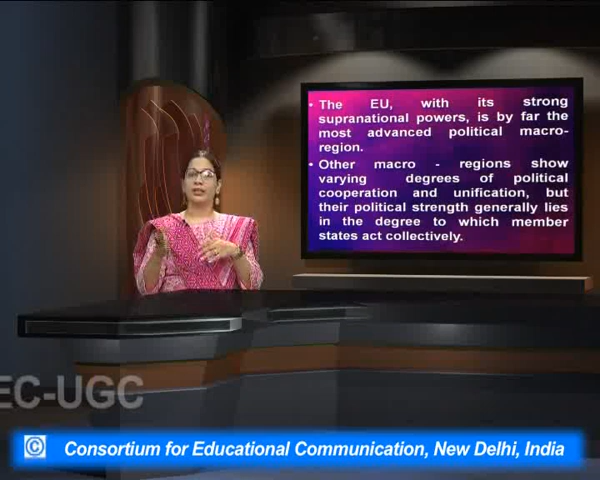 • The EU, with its strong
supranational powers, is by far the
most advanced political macro-
region.
• Other macro - regions show
varying degrees of political
cooperation and unification, but
their political strength generally lies
in the degree to which member
states act collectively.
EC-UGC
© Consortium for Educational Communication, New Delhi, India